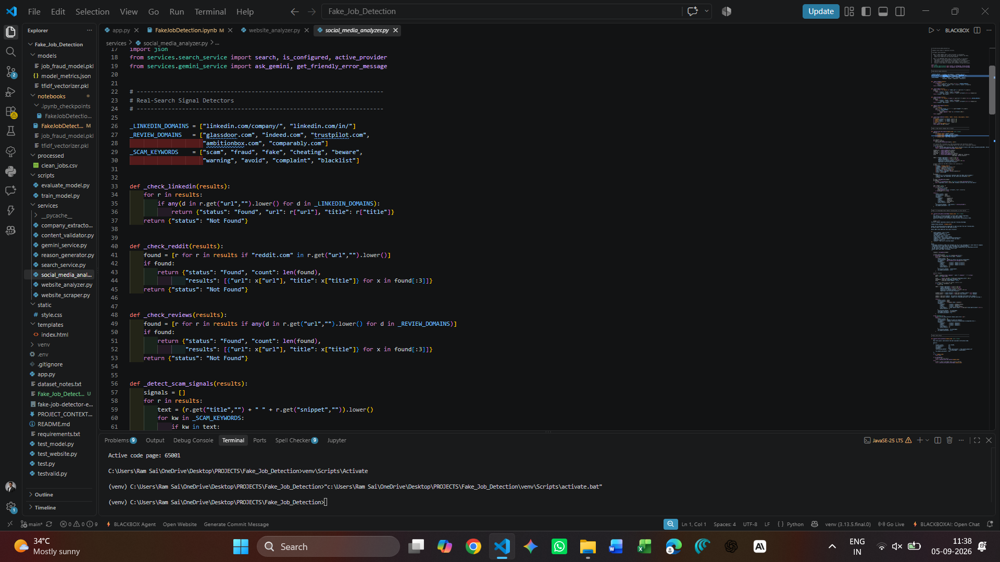 File Edit Selection View Go Run Terminal Help
Fake_Job_Detection
Update
Explorer
Fake_Job_Detection
models
job_fraud_model.pkl
model_metrics.json
tfidf_vectorizer.pkl
notebooks
.ipynb_checkpoints
FakeJobDetectio...
FakeJobDetect... M
job_fraud_model.pkl
tfidf_vectorizer.pkl
processed
clean_jobs.csv
scripts
evaluate_model.py
train_model.py
services
__pycache__
company_extracto...
content_validator.py
gemini_service.py
reason_generator.py
search_service.py
social_media_anal...
website_analyzer.py
website_scraper.py
static
style.css
templates
index.html
venv
.env
.gitignore
app.py
dataset_notes.txt
Fake_Job_Detect... U
fake-job-detector-e...
PROJECT_CONTEXT...
README.md
requirements.txt
test_model.py
test_website.py
test.py
testvalid.py
Outline
Timeline
app.py FakeJobDetection.ipynb M website_analyzer.py social_media_analyzer.py
BLACKBOX
services > social_media_analyzer.py > ...
17 import json
18 from services.search_service import search, is_configured, active_provider
19 from services.gemini_service import ask_gemini, get_friendly_error_message
20
21
22 # -----------------------------------------------------------------------
23 # Real-Search Signal Detectors
24 # -----------------------------------------------------------------------
25
26 _LINKEDIN_DOMAINS = ["linkedin.com/company/", "linkedin.com/in/"]
27 _REVIEW_DOMAINS   = ["glassdoor.com", "indeed.com", "trustpilot.com",
28                      "ambitionbox.com", "comparably.com"]
29 _SCAM_KEYWORDS    = ["scam", "fraud", "fake", "cheating", "beware",
30                      "warning", "avoid", "complaint", "blacklist"]
31
32
33 def _check_linkedin(results):
34     for r in results:
35         if any(d in r.get("url","").lower() for d in _LINKEDIN_DOMAINS):
36             return {"status": "Found", "url": r["url"], "title": r["title"]}
37     return {"status": "Not Found"}
38
39
40 def _check_reddit(results):
41     found = [r for r in results if "reddit.com" in r.get("url","").lower()]
42     if found:
43         return {"status": "Found", "count": len(found),
44                 "results": [{"url": x["url"], "title": x["title"]} for x in found[:3]]}
45     return {"status": "Not Found"}
46
47
48 def _check_reviews(results):
49     found = [r for r in results if any(d in r.get("url","").lower() for d in _REVIEW_DOMAINS)]
50     if found:
51         return {"status": "Found", "count": len(found),
52                 "results": [{"url": x["url"], "title": x["title"]} for x in found[:3]]}
53     return {"status": "Not Found"}
54
55
56 def _detect_scam_signals(results):
57     signals = []
58     for r in results:
59         text = (r.get("title","") + " " + r.get("snippet","")).lower()
60         for kw in _SCAM_KEYWORDS:
61             if kw in text:
Problems 9 Output Debug Console Terminal Ports Spell Checker 9 Jupyter
JavaSE-25 LTS
Active code page: 65001
C:\Users\Ram Sai\OneDrive\Desktop\PROJECTS\Fake_Job_Detection>venv\Scripts\Activate
(venv) C:\Users\Ram Sai\OneDrive\Desktop\PROJECTS\Fake_Job_Detection>"c:\Users\Ram Sai\OneDrive\Desktop\PROJECTS\Fake_Job_Detection\venv\Scripts\activate.bat"
(venv) C:\Users\Ram Sai\OneDrive\Desktop\PROJECTS\Fake_Job_Detection>
main* 0 0 9 BLACKBOX Agent Open Website Generate Commit Message
Ln 1, Col 1 Spaces: 4 UTF-8 LF { } Python venv (3.13.5.final.0) Go Live BLACKBOXAI: Open Chat
34°C
Mostly sunny
Search
ENG
IN
11:38
05-09-2026